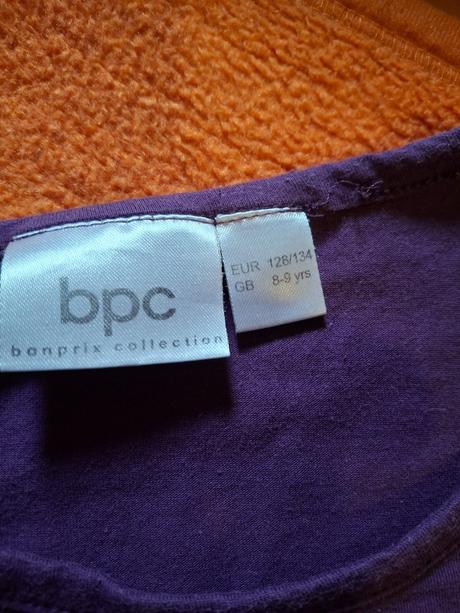 bpc
bonprix collection
EUR 128/134
GB 8-9 yrs